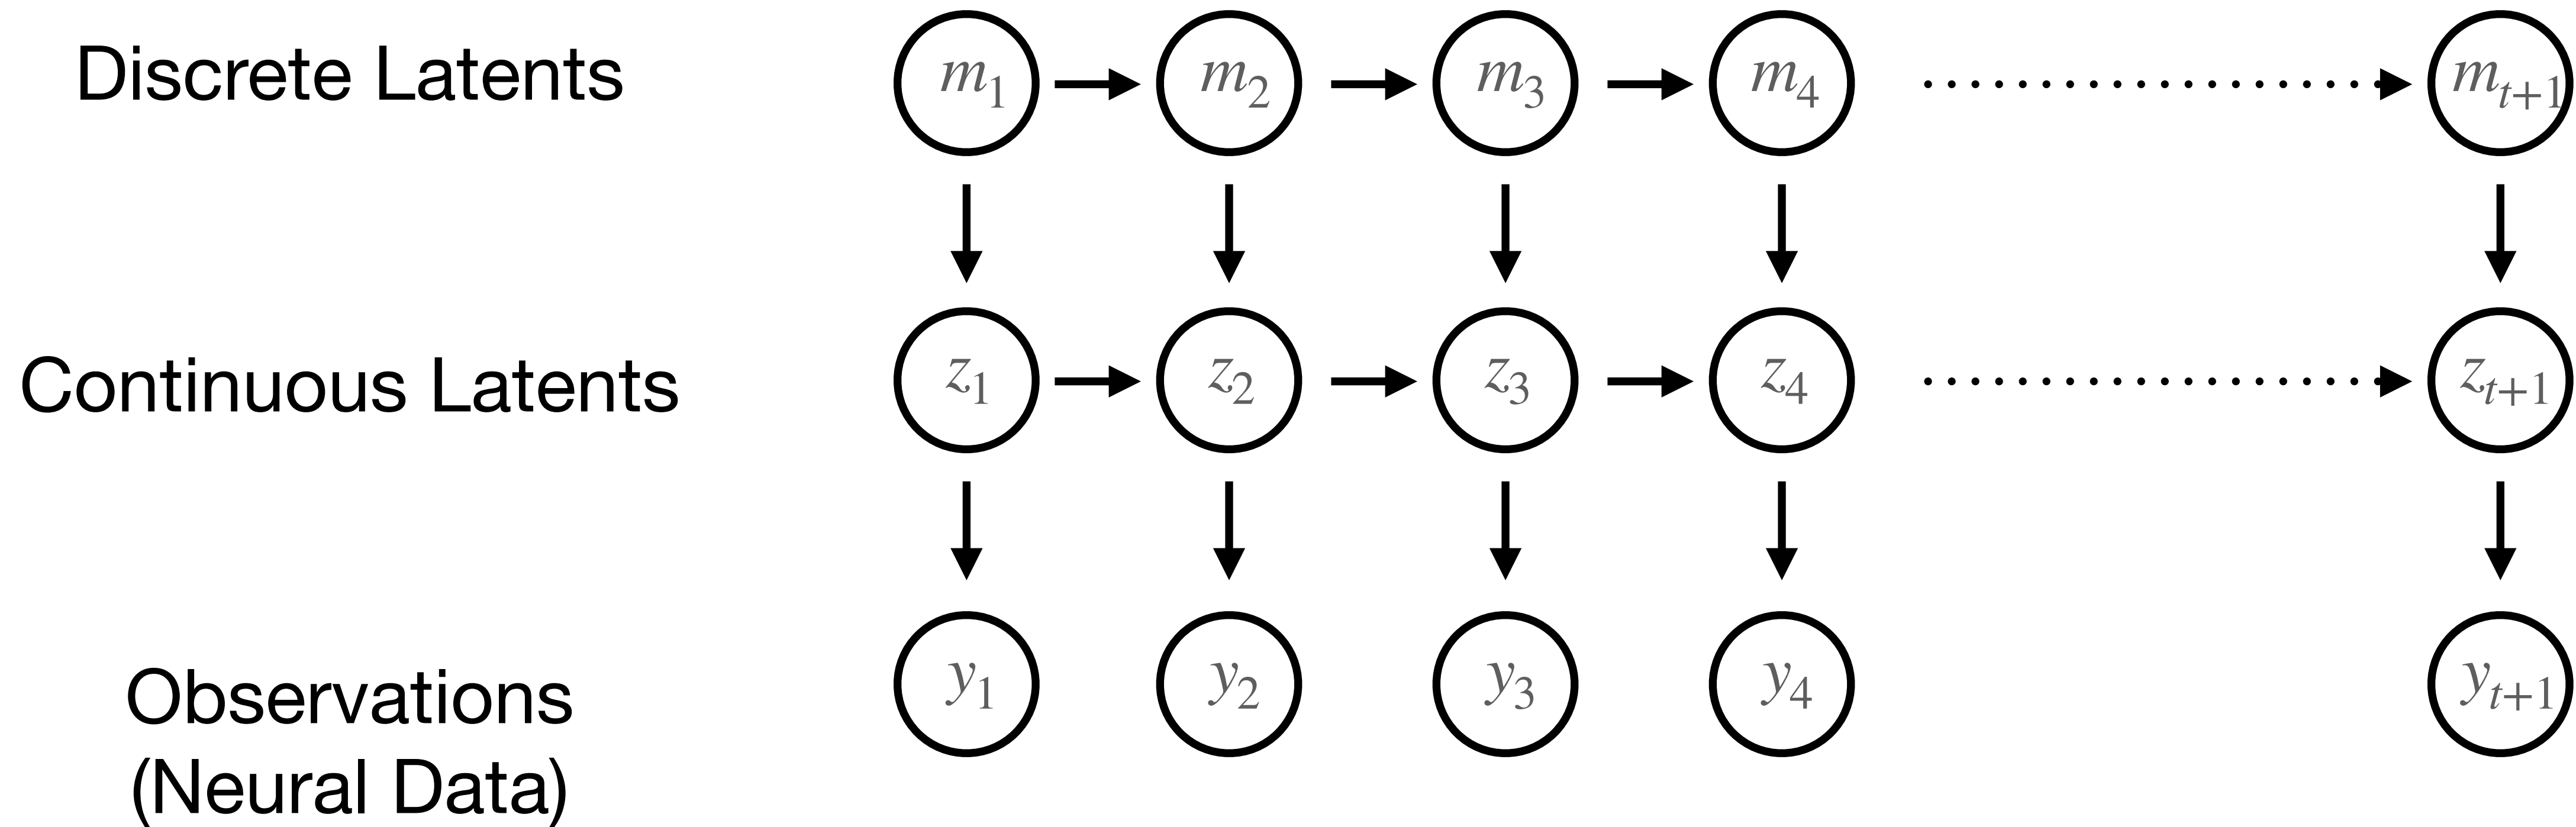 Discrete Latents m₁ m₂ m₃ m₄ mₜ₊₁
Continuous Latents z₁ z₂ z₃ z₄ zₜ₊₁
Observations y₁ y₂ y₃ y₄ yₜ₊₁
(Neural Data)